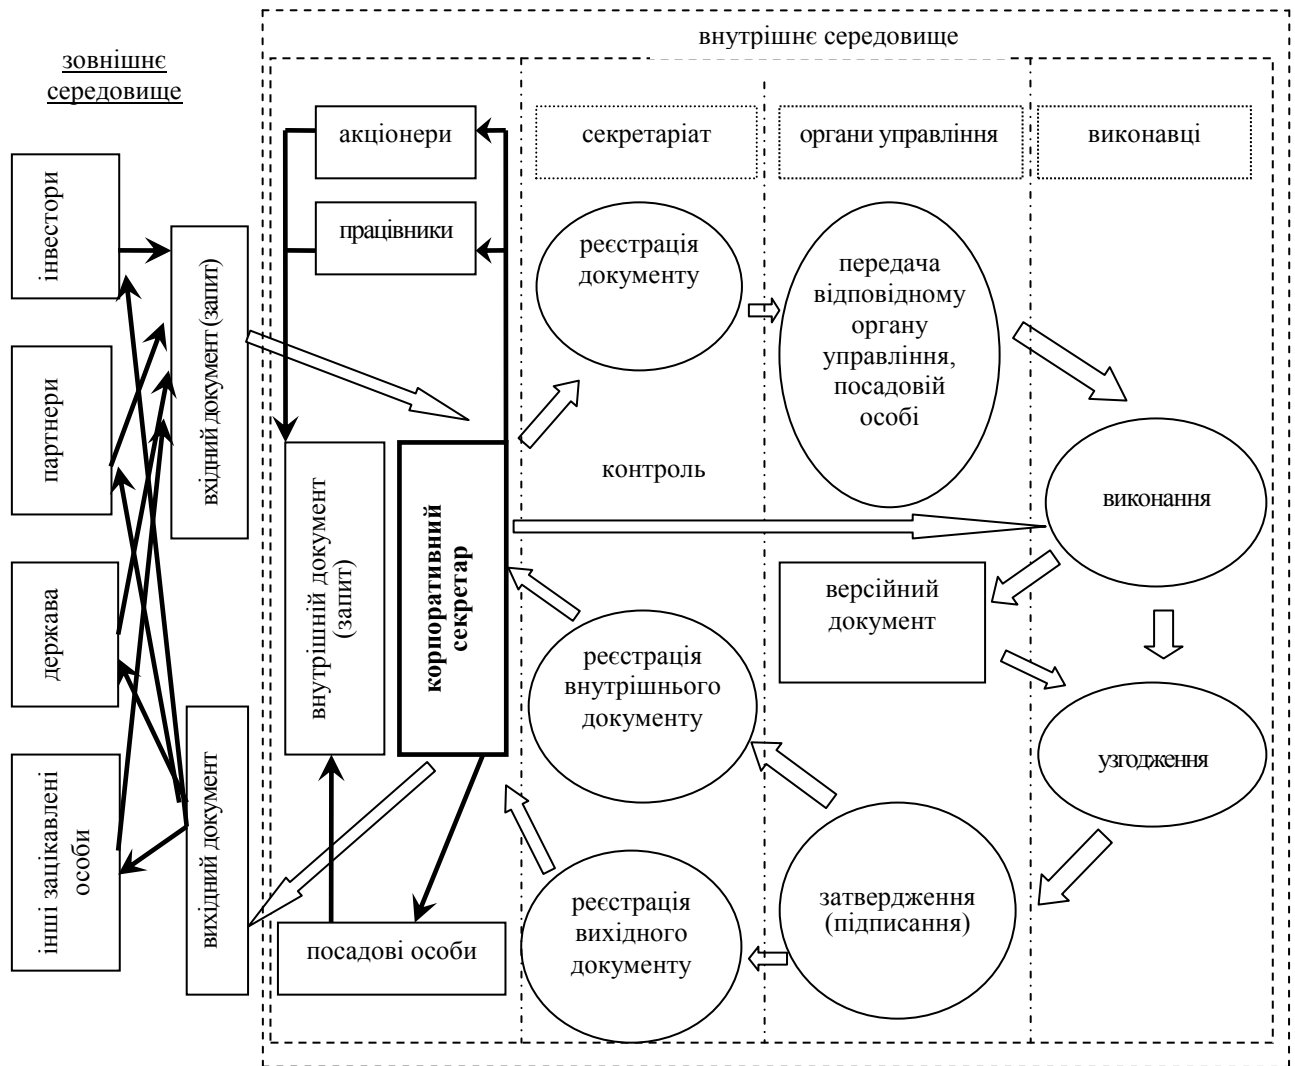 внутрішнє середовище
зовнішнє
середовище
акціонери
секретаріат
органи управління
виконавці
інвестори
працівники
вхідний документ (запит)
реєстрація
документу
передача
відповідному
органу
управління,
посадовій
особі
партнери
контроль
внутрішній документ
(запит)
корпоративний
секретар
виконання
держава
версійний
документ
реєстрація
внутрішнього
документу
узгодження
інші зацікавлені
особи
вихідний документ
затвердження
(підписання)
реєстрація
вихідного
документу
посадові особи